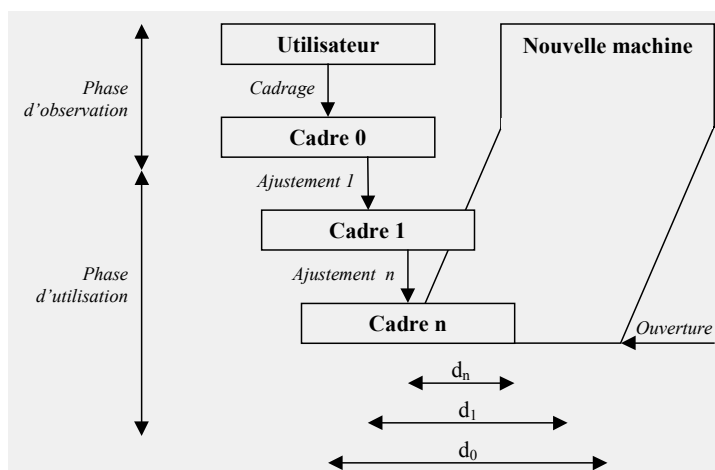 Utilisateur
Nouvelle machine
Phase
d’observation
Cadrage
Cadre 0
Ajustement 1
Cadre 1
Phase
d’utilisation
Ajustement n
Cadre n
Ouverture
dn
d1
d0